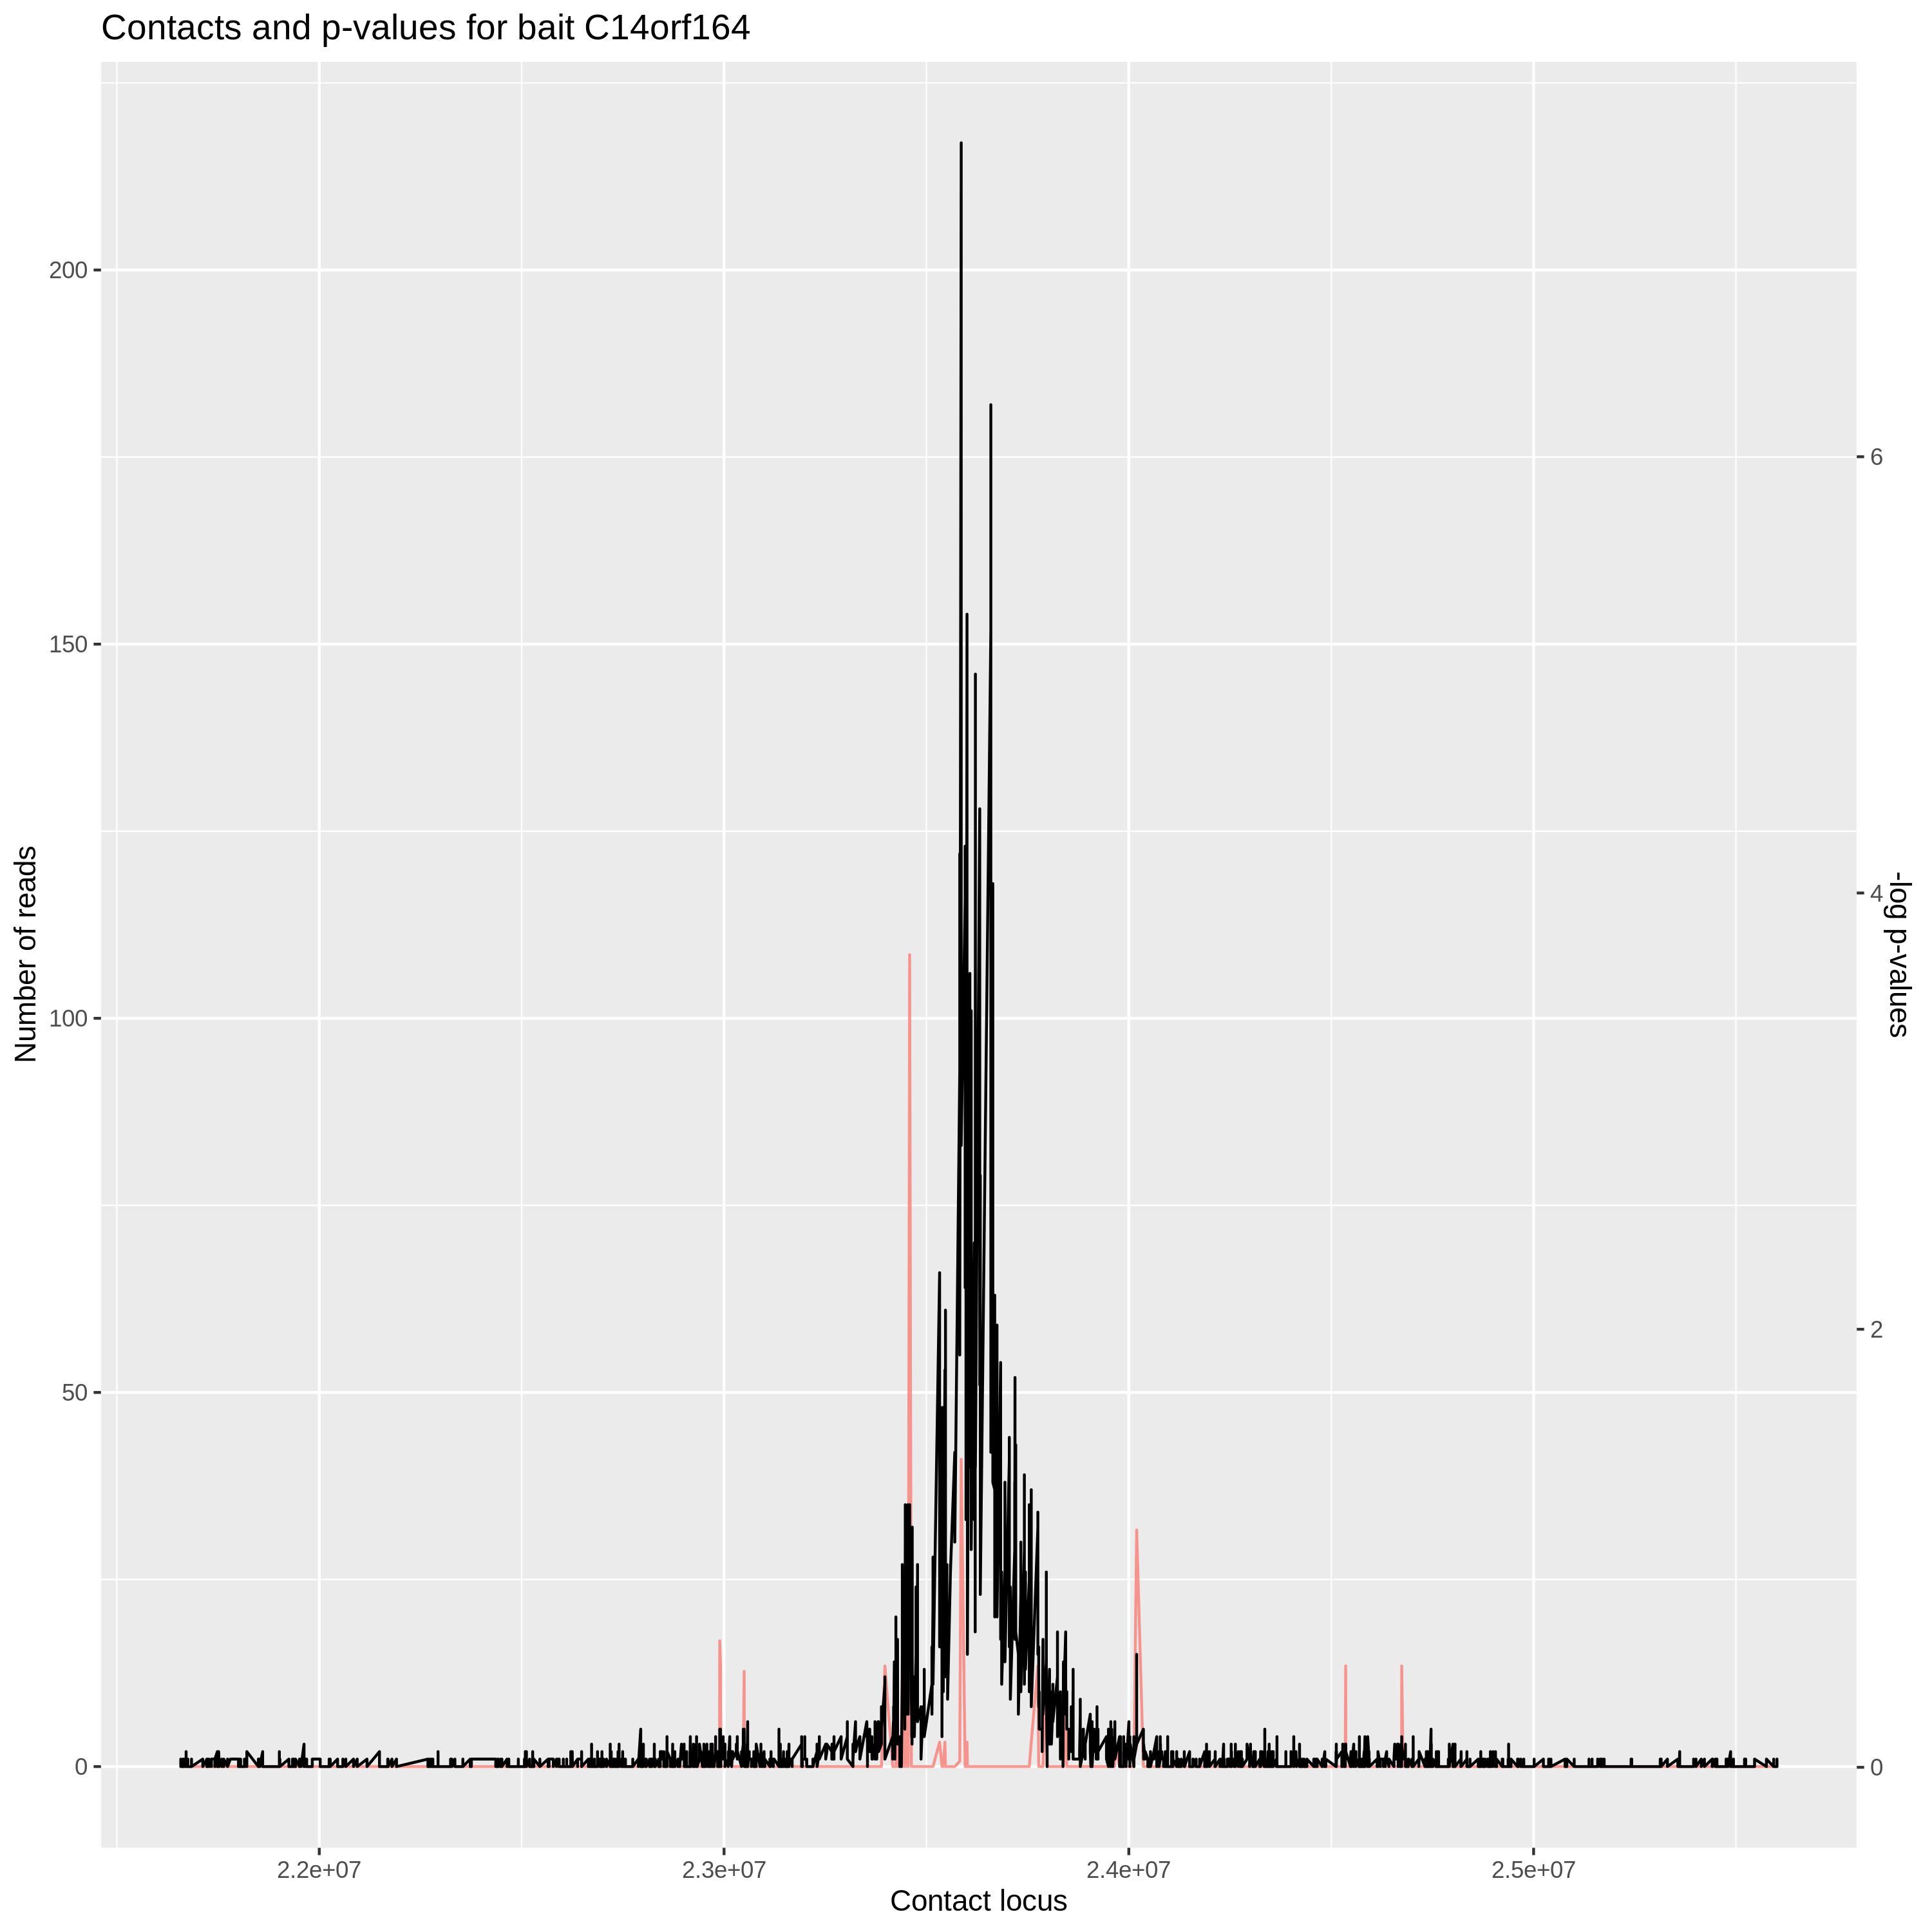 Contacts and p-values for bait C14orf164
200
150
100
50
0
Number of reads
6
4
2
0
-log p-values
2.2e+07
2.3e+07
2.4e+07
2.5e+07
Contact locus